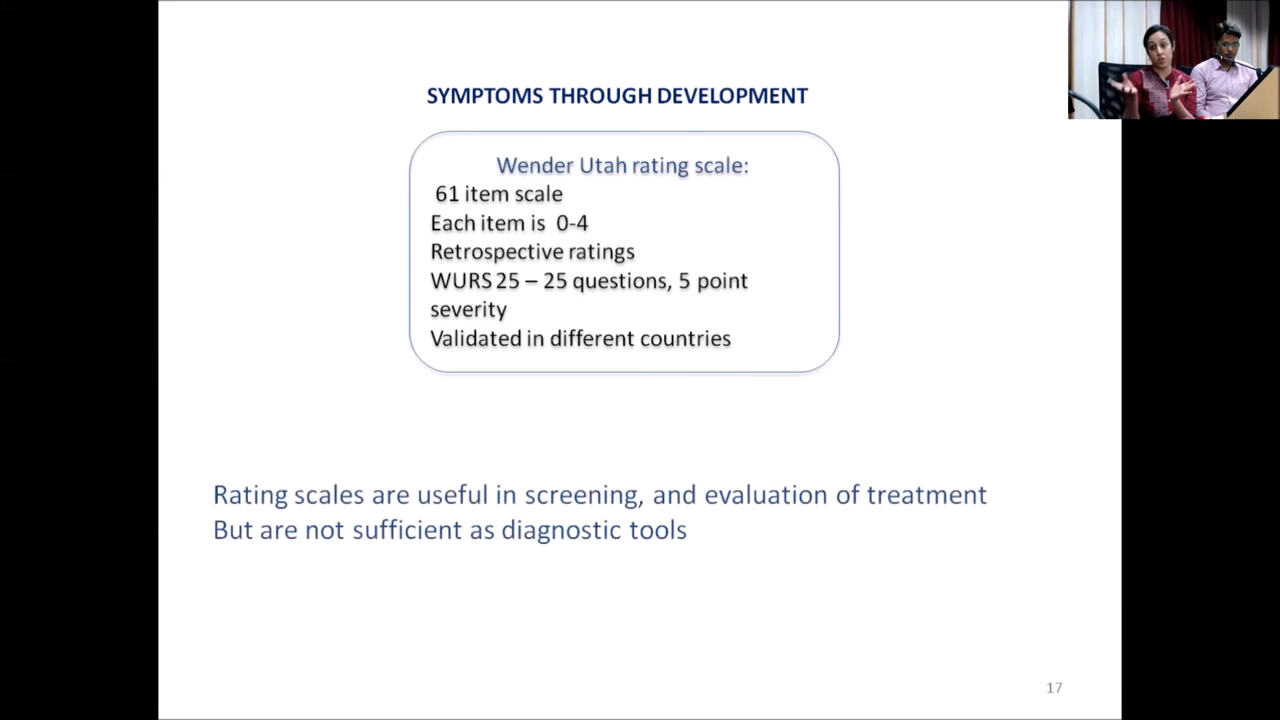 SYMPTOMS THROUGH DEVELOPMENT
Wender Utah rating scale:
61 item scale
Each item is 0-4
Retrospective ratings
WURS 25 – 25 questions, 5 point
severity
Validated in different countries
Rating scales are useful in screening, and evaluation of treatment
But are not sufficient as diagnostic tools
17